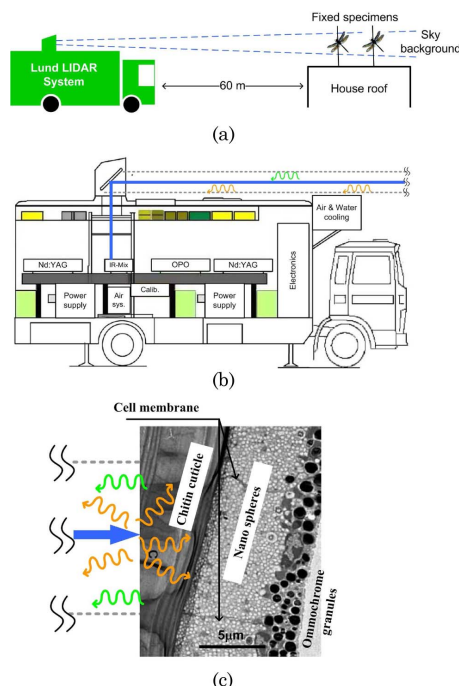 Fixed specimens
Sky
background
Lund LIDAR
System
60 m
House roof
(a)
Air & Water
cooling
Nd:YAG
IR-Mix
OPO
Nd:YAG
Electronics
Power
supply
Air
sys.
Calib.
Power
supply
(b)
Cell membrane
Chitin cuticle
Nano spheres
Ommochrome
granules
5µm
(c)